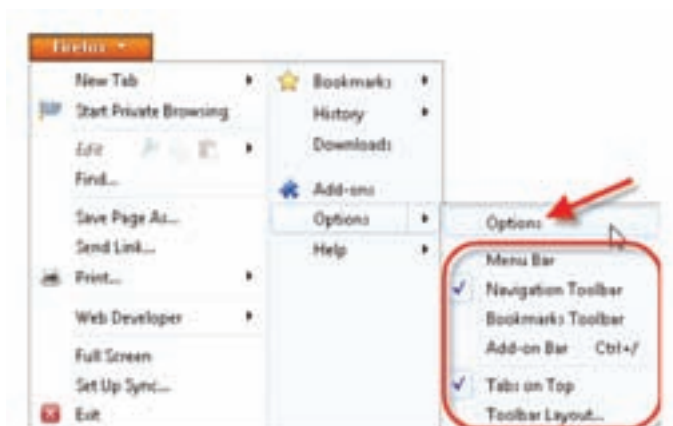 Firefox
New Tab
Start Private Browsing
Edit
Find...
Save Page As...
Send Link...
Print...
Web Developer
Full Screen
Set Up Sync...
Exit
Bookmarks
History
Downloads
Add-ons
Options
Help
Options
Menu Bar
Navigation Toolbar
Bookmarks Toolbar
Add-on Bar Ctrl+/
Tabs on Top
Toolbar Layout...